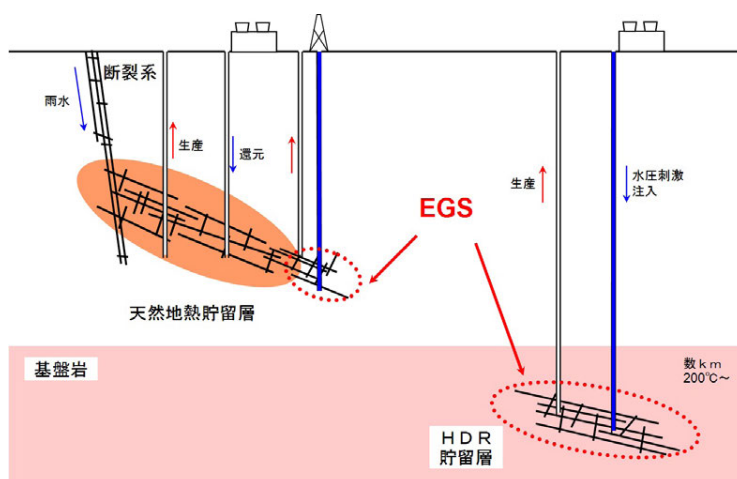 断裂系
雨水
生産
還元
EGS
生産
水圧刺激
注入
天然地熱貯留層
基盤岩
数ｋｍ
200℃～
ＨＤＲ
貯留層